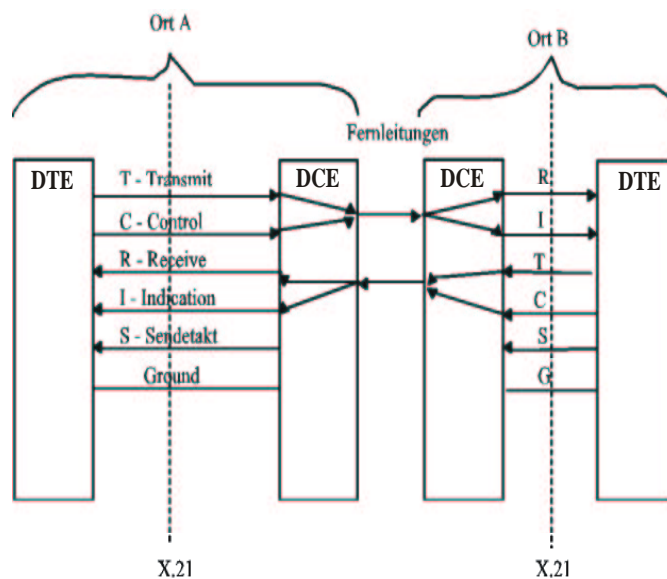 Ort A
Ort B
Fernleitungen
DTE
DCE
DCE
DTE
T - Transmit
C - Control
R - Receive
I - Indication
S - Sendetakt
Ground
R
I
T
C
S
G
X.21
X.21